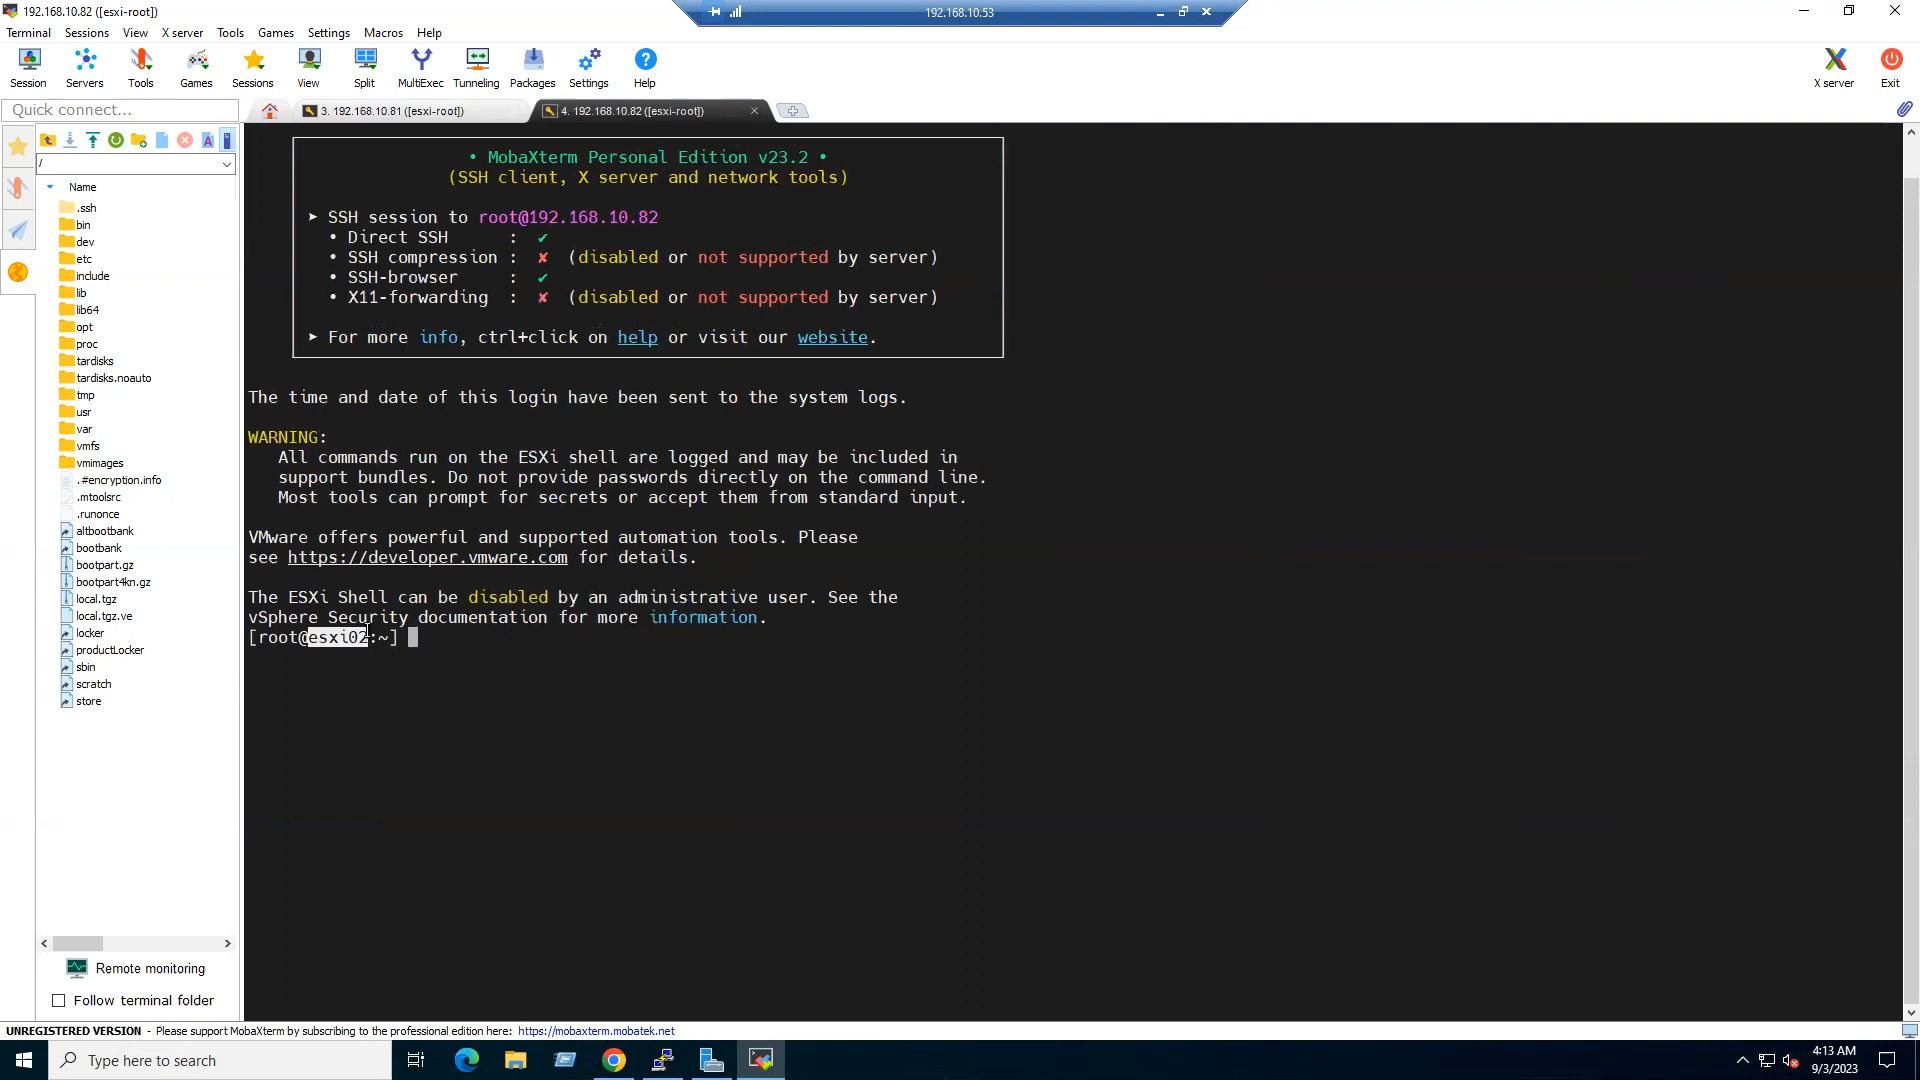 192.168.10.82 ([esxi-root])
192.168.10.53
Terminal Sessions View X server Tools Games Settings Macros Help
Session Servers Tools Games Sessions View Split MultiExec Tunneling Packages Settings Help X server Exit
Quick connect...
3. 192.168.10.81 ([esxi-root])
4. 192.168.10.82 ([esxi-root])
/
Name
.ssh
bin
dev
etc
include
lib
lib64
opt
proc
tardisks
tardisks.noauto
tmp
usr
var
vmfs
vmimages
.#encryption.info
.mtoolsrc
.runonce
altbootbank
bootbank
bootpart.gz
bootpart4kn.gz
local.tgz
local.tgz.ve
locker
productLocker
sbin
scratch
store
Remote monitoring
Follow terminal folder
• MobaXterm Personal Edition v23.2 •
(SSH client, X server and network tools)
➤ SSH session to root@192.168.10.82
• Direct SSH : ✔
• SSH compression : ✘ (disabled or not supported by server)
• SSH-browser : ✔
• X11-forwarding : ✘ (disabled or not supported by server)
➤ For more info, ctrl+click on help or visit our website.
The time and date of this login have been sent to the system logs.
WARNING:
All commands run on the ESXi shell are logged and may be included in
support bundles. Do not provide passwords directly on the command line.
Most tools can prompt for secrets or accept them from standard input.
VMware offers powerful and supported automation tools. Please
see https://developer.vmware.com for details.
The ESXi Shell can be disabled by an administrative user. See the
vSphere Security documentation for more information.
[root@esxi02:~]
UNREGISTERED VERSION - Please support MobaXterm by subscribing to the professional edition here: https://mobaxterm.mobatek.net
Type here to search
4:13 AM
9/3/2023